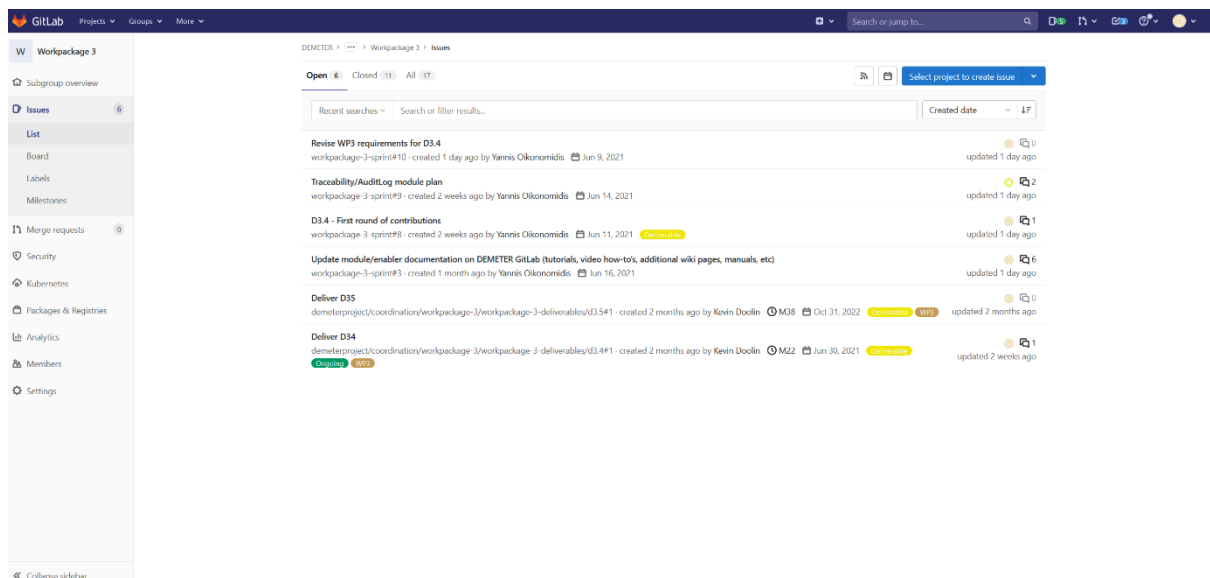 GitLab Projects Groups More Search or jump to... 5 3
W Workpackage 3
Subgroup overview
Issues 6
List
Board
Labels
Milestones
Merge requests 0
Security
Kubernetes
Packages & Registries
Analytics
Members
Settings
Collapse sidebar
DEMETER > ... > Workpackage 3 > Issues
Open 6 Closed 11 All 17
Select project to create issue
Recent searches Search or filter results...
Created date
Revise WP3 requirements for D3.4 0
workpackage-3-sprint#10 · created 1 day ago by Yannis Oikonomidis Jun 9, 2021 updated 1 day ago
Traceability/AuditLog module plan 2
workpackage-3-sprint#9 · created 2 weeks ago by Yannis Oikonomidis Jun 14, 2021 updated 1 day ago
D3.4 - First round of contributions 1
workpackage-3-sprint#8 · created 2 weeks ago by Yannis Oikonomidis Jun 11, 2021 Deliverable updated 1 day ago
Update module/enabler documentation on DEMETER GitLab (tutorials, video how-to's, additional wiki pages, manuals, etc) 6
workpackage-3-sprint#3 · created 1 month ago by Yannis Oikonomidis Jun 16, 2021 updated 1 day ago
Deliver D35 0
demeterproject/coordination/workpackage-3/workpackage-3-deliverables/d3.5#1 · created 2 months ago by Kevin Doolin M38 Oct 31, 2022 Deliverable WP3 updated 2 months ago
Deliver D34 1
demeterproject/coordination/workpackage-3/workpackage-3-deliverables/d3.4#1 · created 2 months ago by Kevin Doolin M22 Jun 30, 2021 Deliverable updated 2 weeks ago
Ongoing WP3